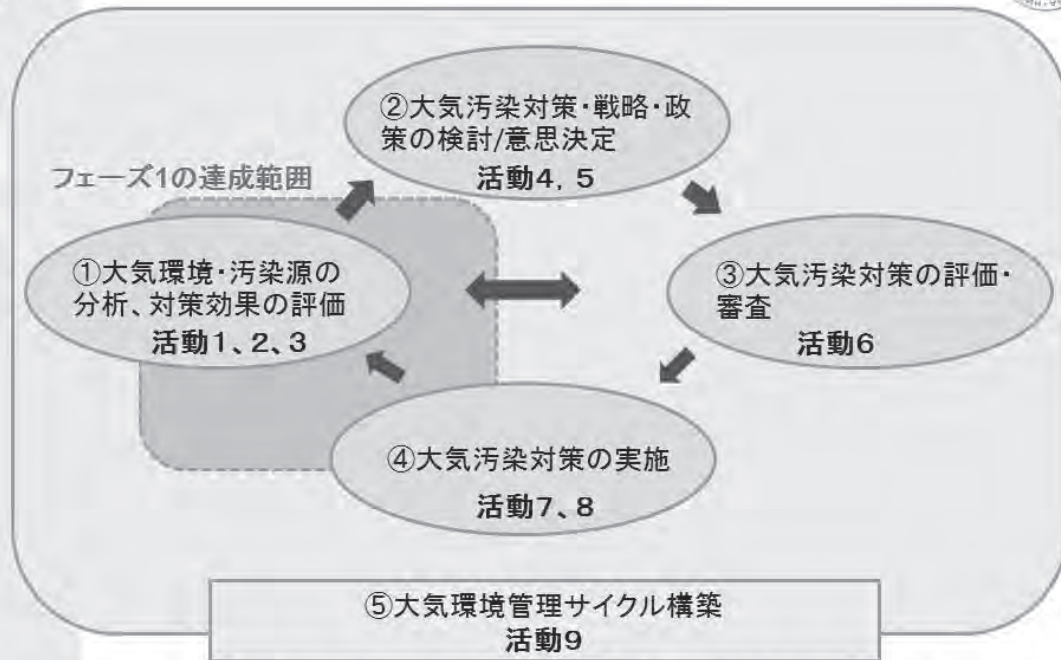 ②大気汚染対策・戦略・政
策の検討/意思決定
活動4, 5
フェーズ1の達成範囲
①大気環境・汚染源の
分析、対策効果の評価
活動1、2、3
③大気汚染対策の評価・
審査
活動6
④大気汚染対策の実施
活動7、8
⑤大気環境管理サイクル構築
活動9